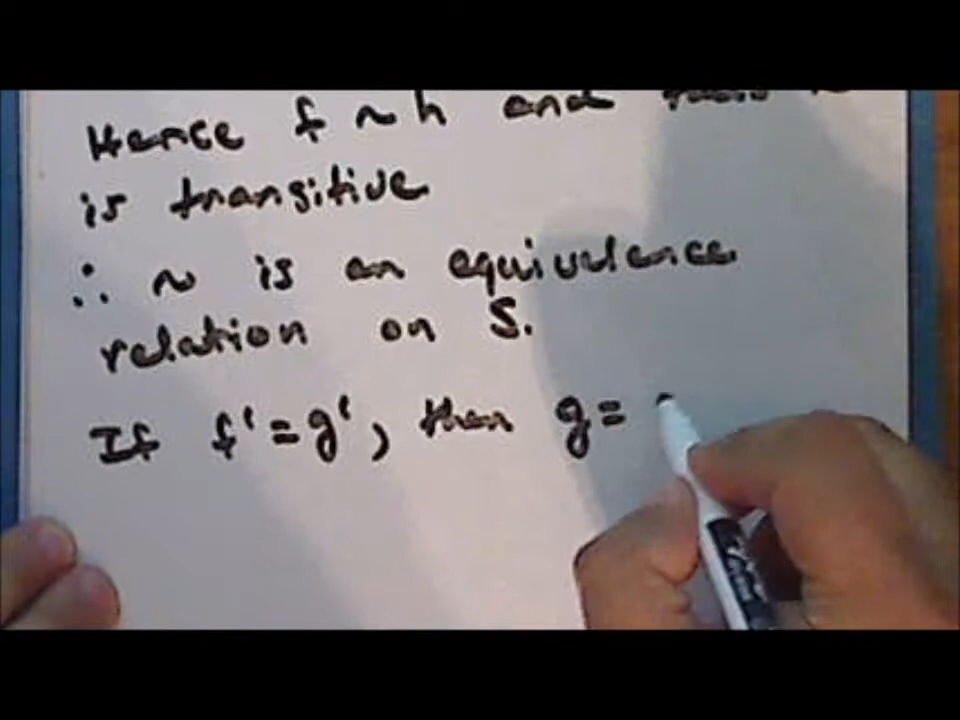 Hence f ~ h and
is transitive
∴ ~ is an equivalence
relation on S.
If f' = g', then g =